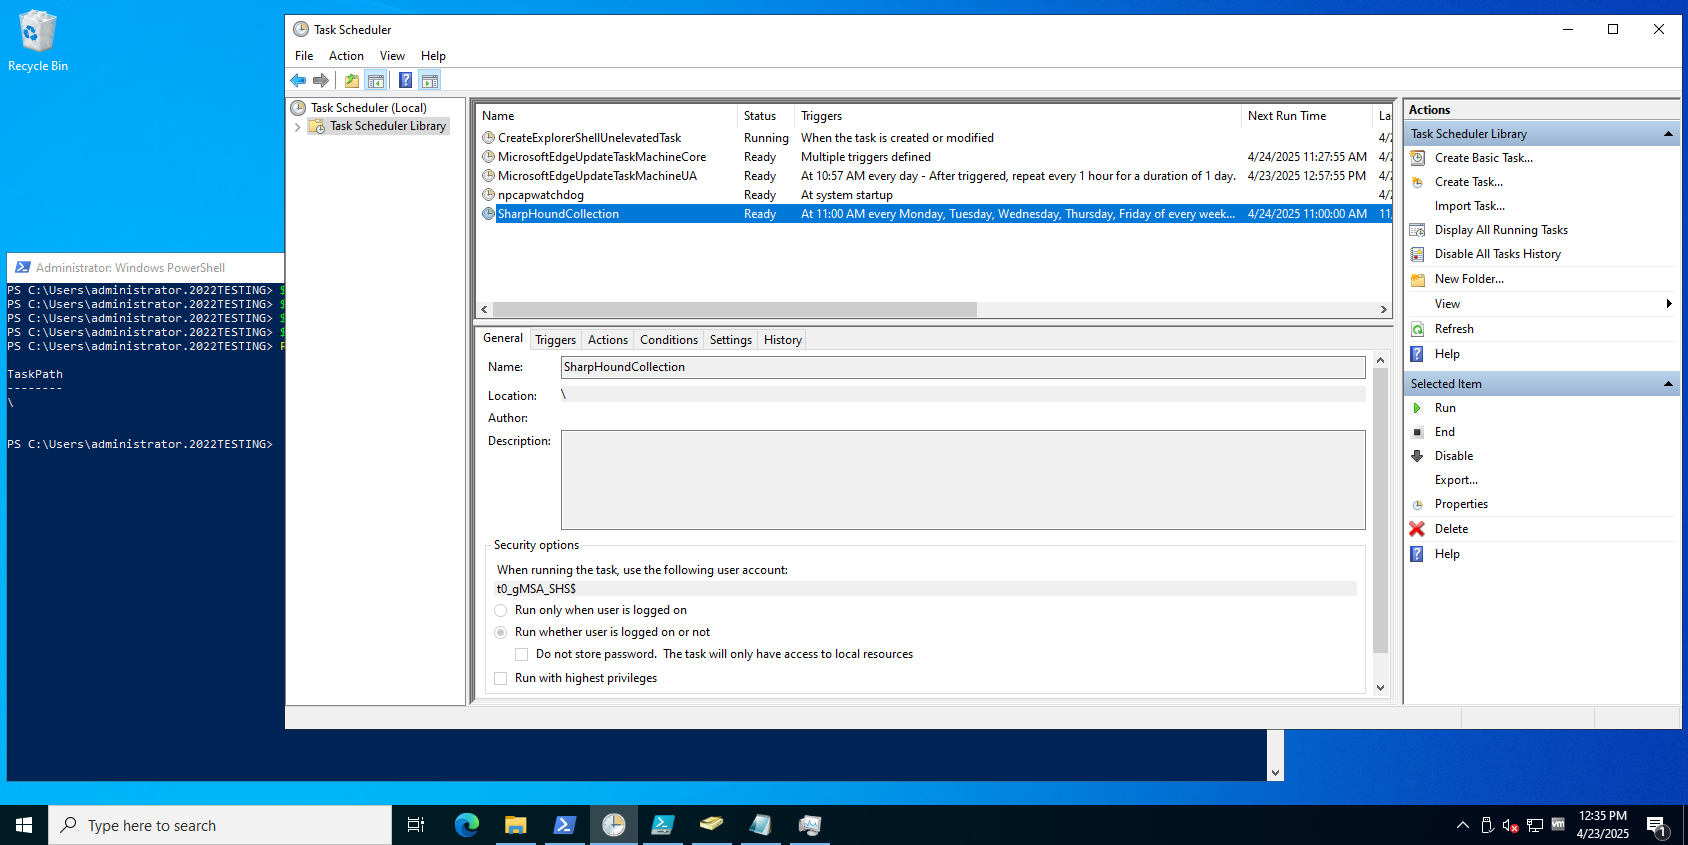 Recycle Bin
Task Scheduler
File Action View Help
Task Scheduler (Local)
Task Scheduler Library
Name Status Triggers Next Run Time
CreateExplorerShellUnelevatedTask Running When the task is created or modified
MicrosoftEdgeUpdateTaskMachineCore Ready Multiple triggers defined 4/24/2025 11:27:55 AM
MicrosoftEdgeUpdateTaskMachineUA Ready At 10:57 AM every day - After triggered, repeat every 1 hour for a duration of 1 day. 4/23/2025 12:57:55 PM
npcapwatchdog Ready At system startup
SharpHoundCollection Ready At 11:00 AM every Monday, Tuesday, Wednesday, Thursday, Friday of every week... 4/24/2025 11:00:00 AM
General Triggers Actions Conditions Settings History
Name: SharpHoundCollection
Location: \
Author:
Description:
Security options
When running the task, use the following user account:
t0_gMSA_SHS$
Run only when user is logged on
Run whether user is logged on or not
Do not store password. The task will only have access to local resources
Run with highest privileges
Actions
Task Scheduler Library
Create Basic Task...
Create Task...
Import Task...
Display All Running Tasks
Disable All Tasks History
New Folder...
View
Refresh
Help
Selected Item
Run
End
Disable
Export...
Properties
Delete
Help
Administrator: Windows PowerShell
PS C:\Users\administrator.2022TESTING> $
PS C:\Users\administrator.2022TESTING> $
PS C:\Users\administrator.2022TESTING> $
PS C:\Users\administrator.2022TESTING> $
PS C:\Users\administrator.2022TESTING>
TaskPath
--------
\
PS C:\Users\administrator.2022TESTING>
Type here to search
vm
12:35 PM
4/23/2025
1